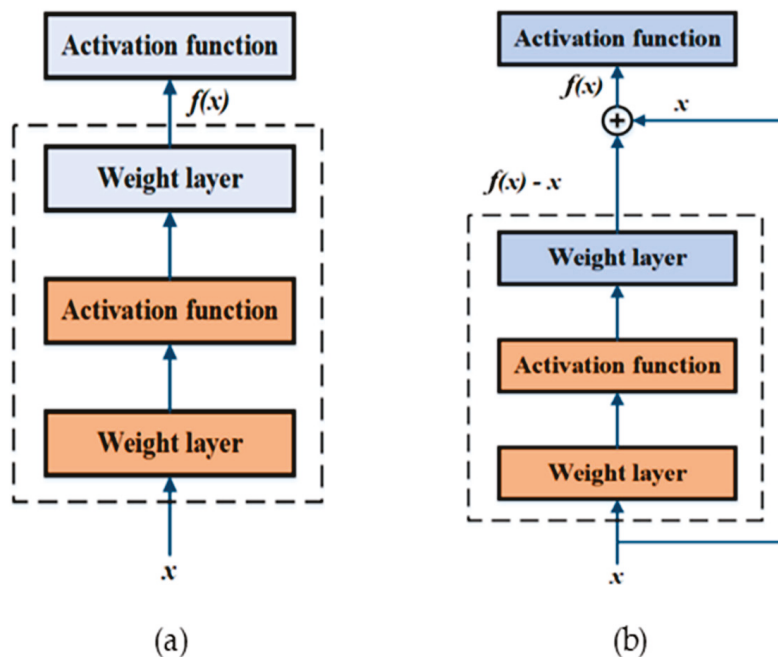 Activation function
f(x)
Weight layer
Activation function
Weight layer
x
(a)
Activation function
f(x)
+
x
f(x) - x
Weight layer
Activation function
Weight layer
x
(b)